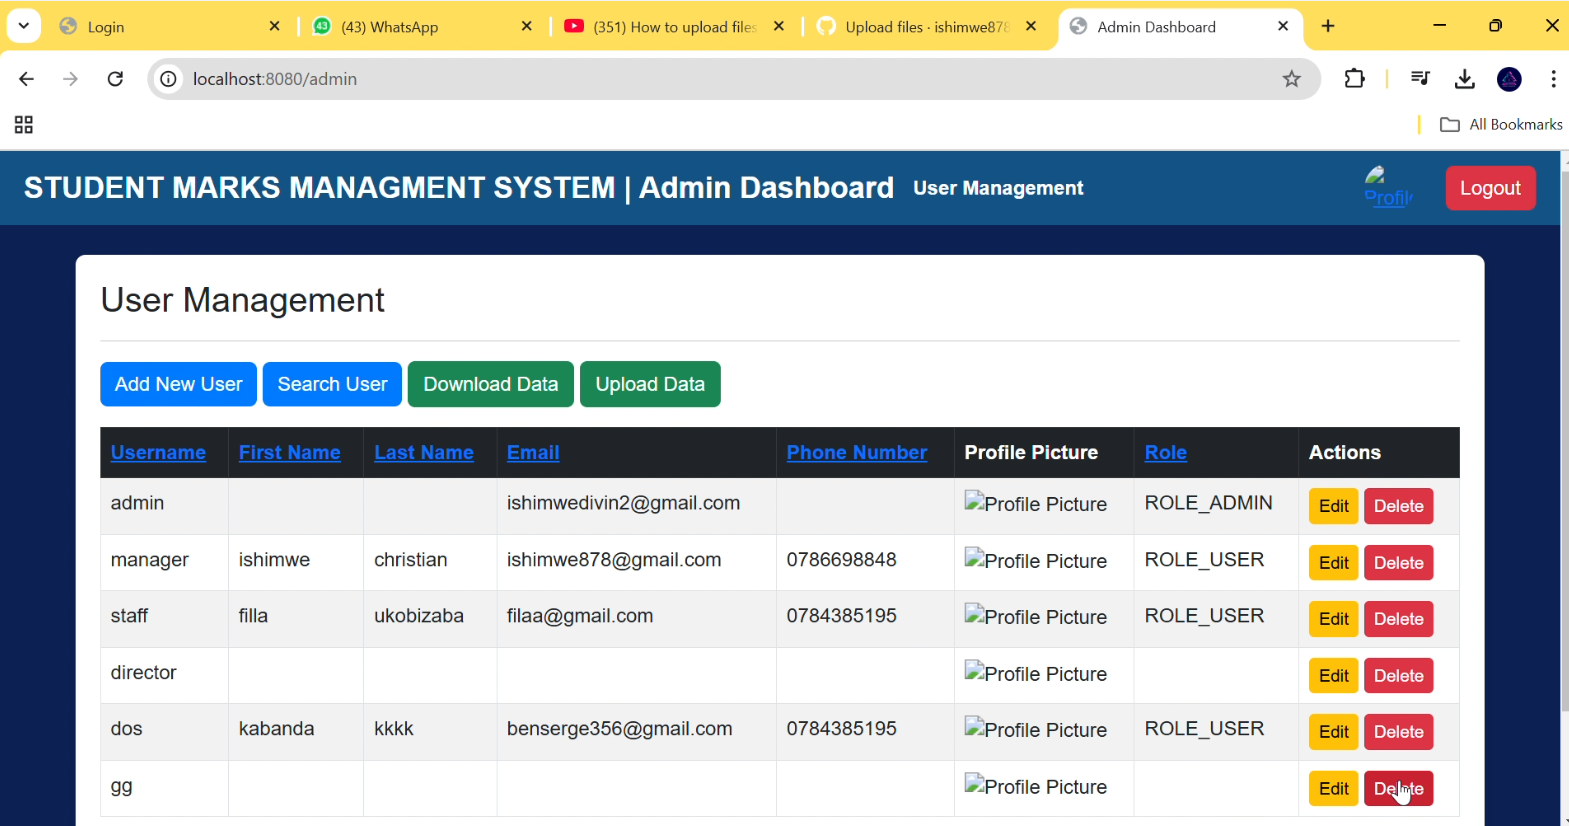 Login
43
(43) WhatsApp
(351) How to upload files
Upload files · ishimwe878
Admin Dashboard
localhost:8080/admin
All Bookmarks
STUDENT MARKS MANAGMENT SYSTEM | Admin Dashboard User Management
Profil
Logout
User Management
Add New User Search User Download Data Upload Data
Username First Name Last Name Email Phone Number Profile Picture Role Actions
admin ishimwedivin2@gmail.com Profile Picture ROLE_ADMIN Edit Delete
manager ishimwe christian ishimwe878@gmail.com 0786698848 Profile Picture ROLE_USER Edit Delete
staff filla ukobizaba filaa@gmail.com 0784385195 Profile Picture ROLE_USER Edit Delete
director Profile Picture Edit Delete
dos kabanda kkkk benserge356@gmail.com 0784385195 Profile Picture ROLE_USER Edit Delete
gg Profile Picture Edit Delete